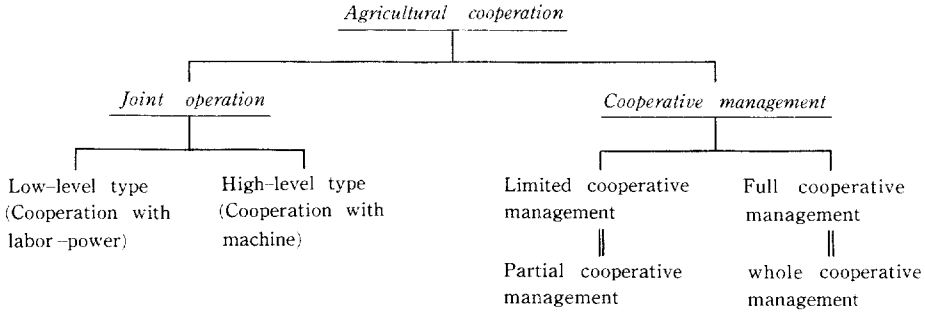 Agricultural cooperation
Joint operation
Cooperative management
Low-level type
(Cooperation with
labor-power)
High-level type
(Cooperation with
machine)
Limited cooperative
management
Partial cooperative
management
Full cooperative
management
whole cooperative
management